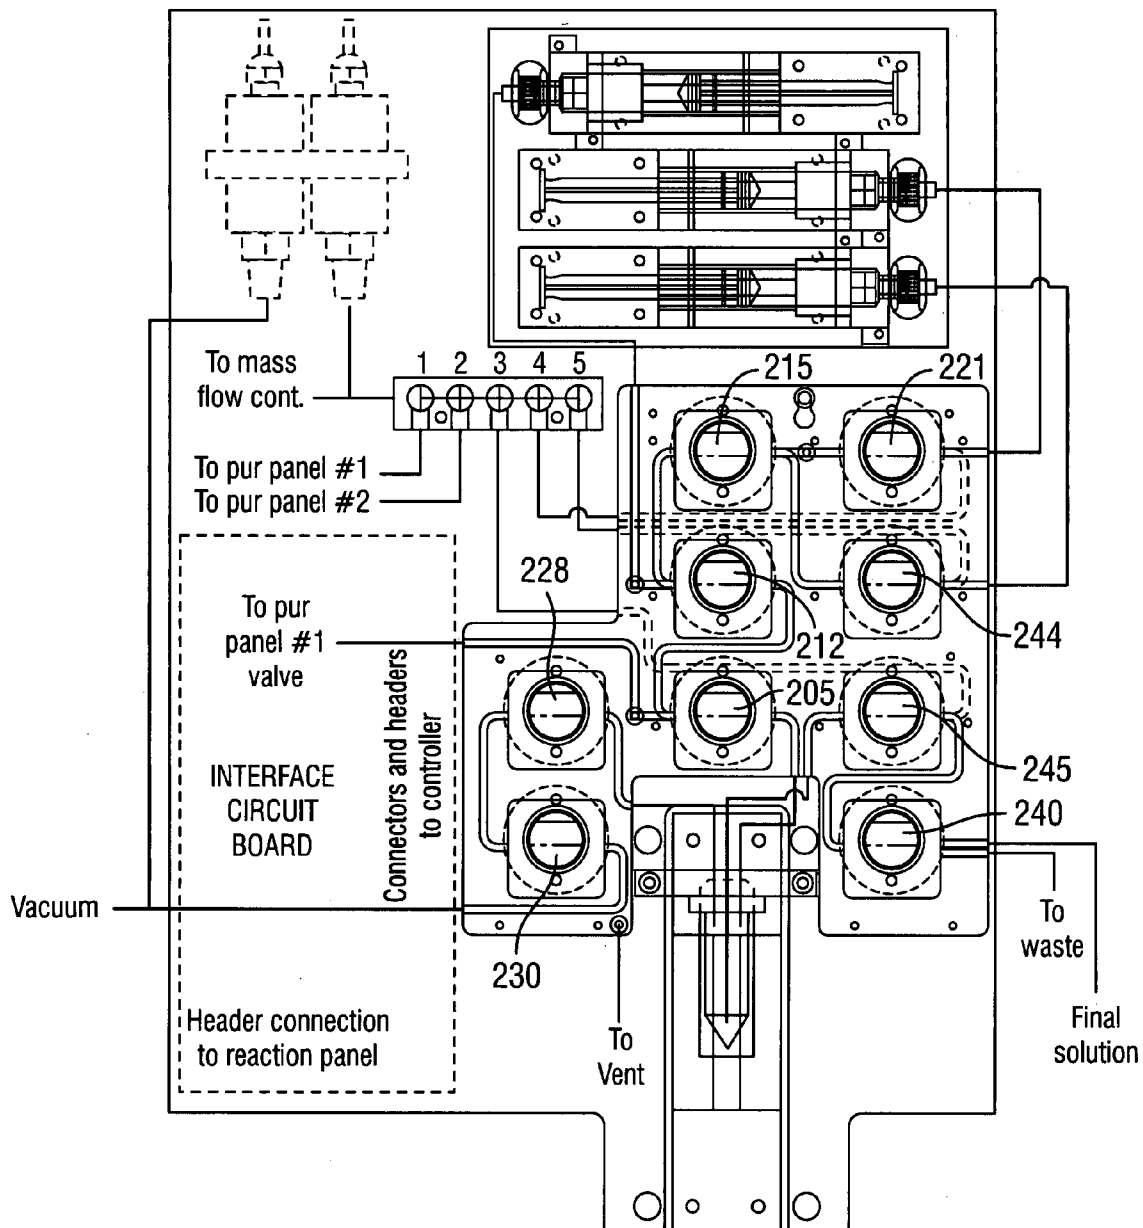 215
221
To mass
flow cont.
1 2 3 4 5
To pur panel #1
To pur panel #2
228
To pur
panel #1
valve
212
244
205
245
240
INTERFACE
CIRCUIT
BOARD
Connectors and headers
to controller
Vacuum
230
To
waste
Header connection
to reaction panel
To
Vent
Final
solution